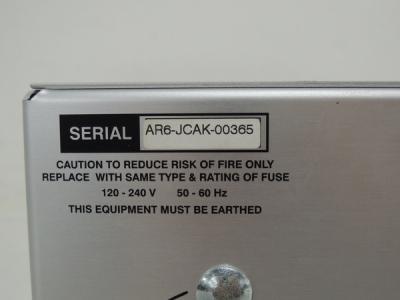 SERIAL AR6-JCAK-00365
CAUTION TO REDUCE RISK OF FIRE ONLY
REPLACE WITH SAME TYPE & RATING OF FUSE
120 - 240 V 50 - 60 Hz
THIS EQUIPMENT MUST BE EARTHED